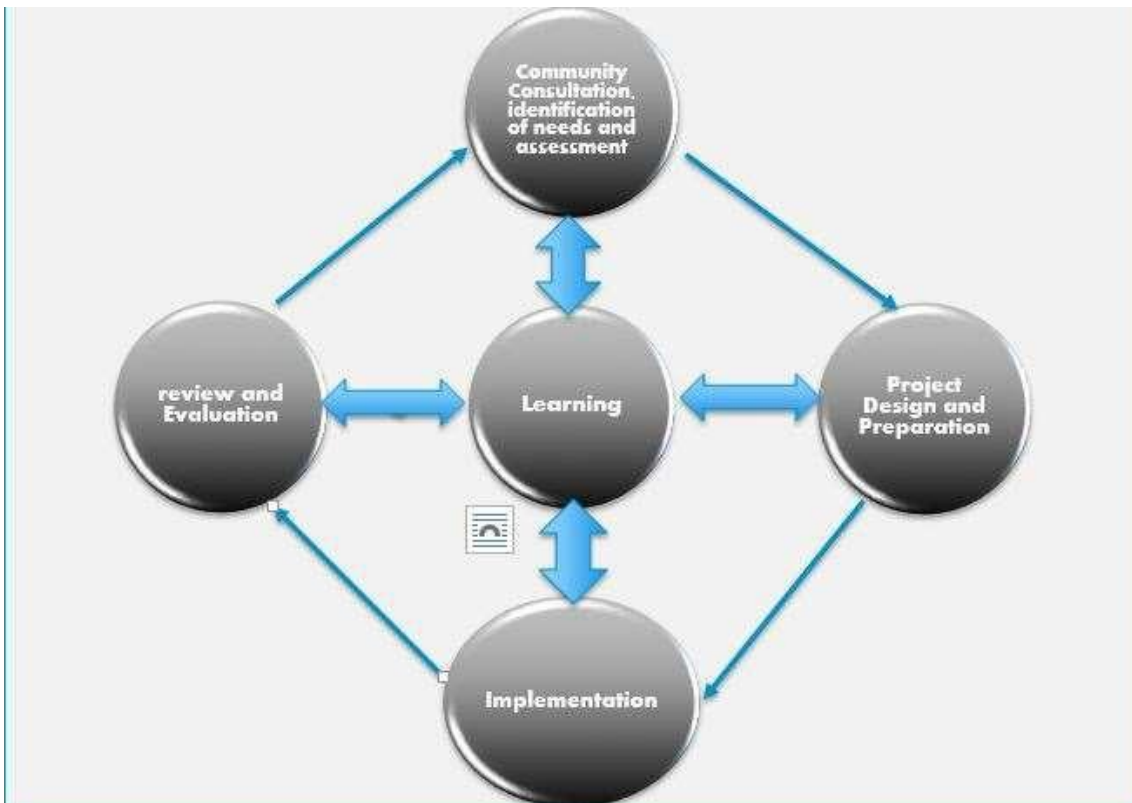 Community
Consultation,
identification
of needs and
assessment
review and
Evaluation
Learning
Project
Design and
Preparation
Implementation